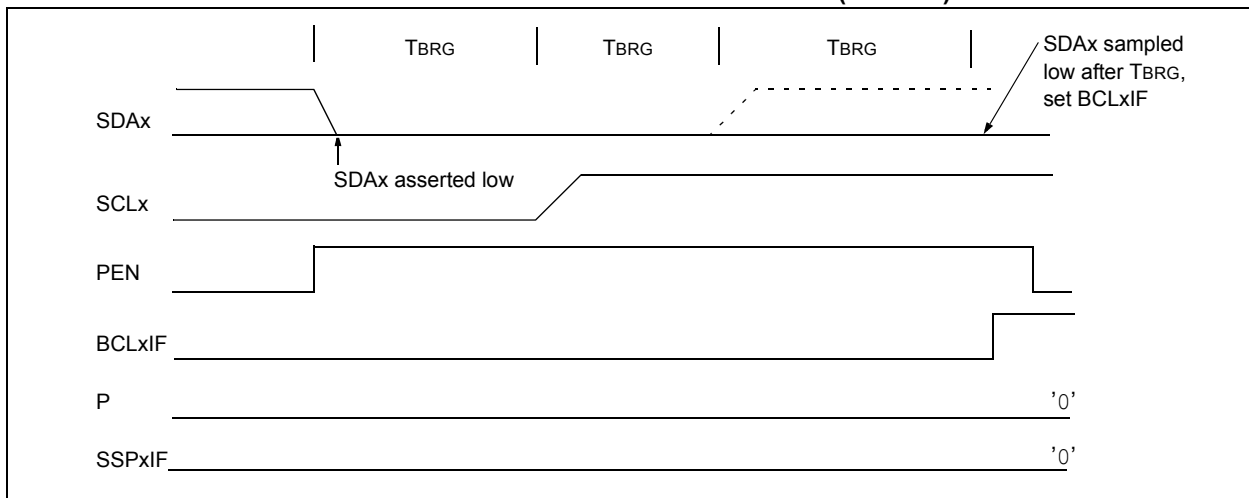 TBRG TBRG TBRG
SDAx sampled
low after TBRG,
set BCLxIF
SDAx
SDAx asserted low
SCLx
PEN
BCLxIF
P '0'
SSPxIF '0'